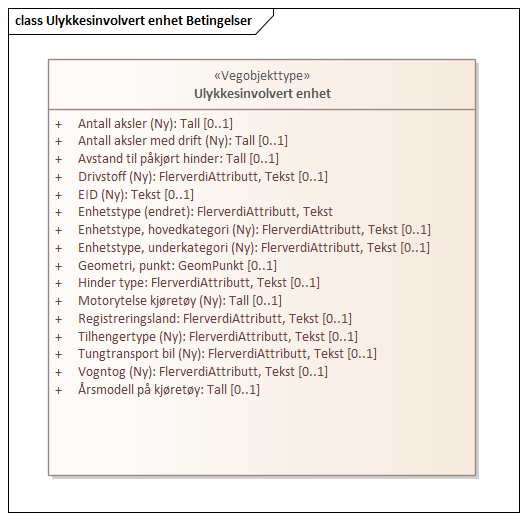 class Ulykkesinvolvert enhet Betingelser
«Vegobjekttype»
Ulykkesinvolvert enhet
+ Antall aksler (Ny): Tall [0..1]
+ Antall aksler med drift (Ny): Tall [0..1]
+ Avstand til påkjørt hinder: Tall [0..1]
+ Drivstoff (Ny): FlerverdiAttributt, Tekst [0..1]
+ EID (Ny): Tekst [0..1]
+ Enhetstype (endret): FlerverdiAttributt, Tekst
+ Enhetstype, hovedkategori (Ny): FlerverdiAttributt, Tekst [0..1]
+ Enhetstype, underkategori (Ny): FlerverdiAttributt, Tekst [0..1]
+ Geometri, punkt: GeomPunkt [0..1]
+ Hinder type: FlerverdiAttributt, Tekst [0..1]
+ Motorytelse kjøretøy (Ny): Tall [0..1]
+ Registreringsland: FlerverdiAttributt, Tekst [0..1]
+ Tilhengertype (Ny): FlerverdiAttributt, Tekst [0..1]
+ Tungtransport bil (Ny): FlerverdiAttributt, Tekst [0..1]
+ Vogntog (Ny): FlerverdiAttributt, Tekst [0..1]
+ Årsmodell på kjøretøy: Tall [0..1]